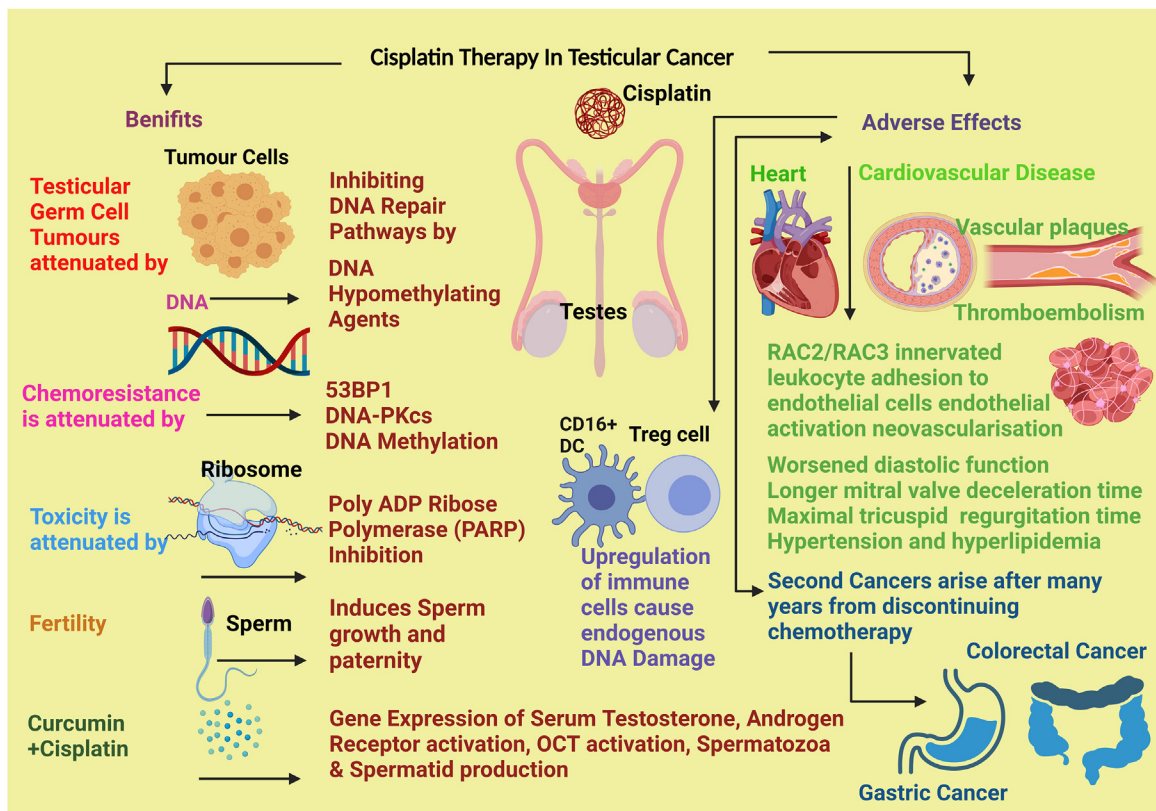 Cisplatin Therapy In Testicular Cancer
Benifits
Tumour Cells
Testicular
Germ Cell
Tumours
attenuated by
Inhibiting
DNA Repair
Pathways by
DNA
Hypomethylating
Agents
DNA
Chemoresistance
is attenuated by
53BP1
DNA-PKcs
DNA Methylation
Ribosome
Toxicity is
attenuated by
Poly ADP Ribose
Polymerase (PARP)
Inhibition
Fertility
Sperm
Induces Sperm
growth and
paternity
Curcumin
+Cisplatin
Gene Expression of Serum Testosterone, Androgen
Receptor activation, OCT activation, Spermatozoa
& Spermatid production
Cisplatin
Testes
CD16+
DC
Treg cell
Upregulation
of immune
cells cause
endogenous
DNA Damage
Adverse Effects
Heart
Cardiovascular Disease
Vascular plaques
Thromboembolism
RAC2/RAC3 innervated
leukocyte adhesion to
endothelial cells endothelial
activation neovascularisation
Worsened diastolic function
Longer mitral valve deceleration time
Maximal tricuspid regurgitation time
Hypertension and hyperlipidemia
Second Cancers arise after many
years from discontinuing
chemotherapy
Colorectal Cancer
Gastric Cancer